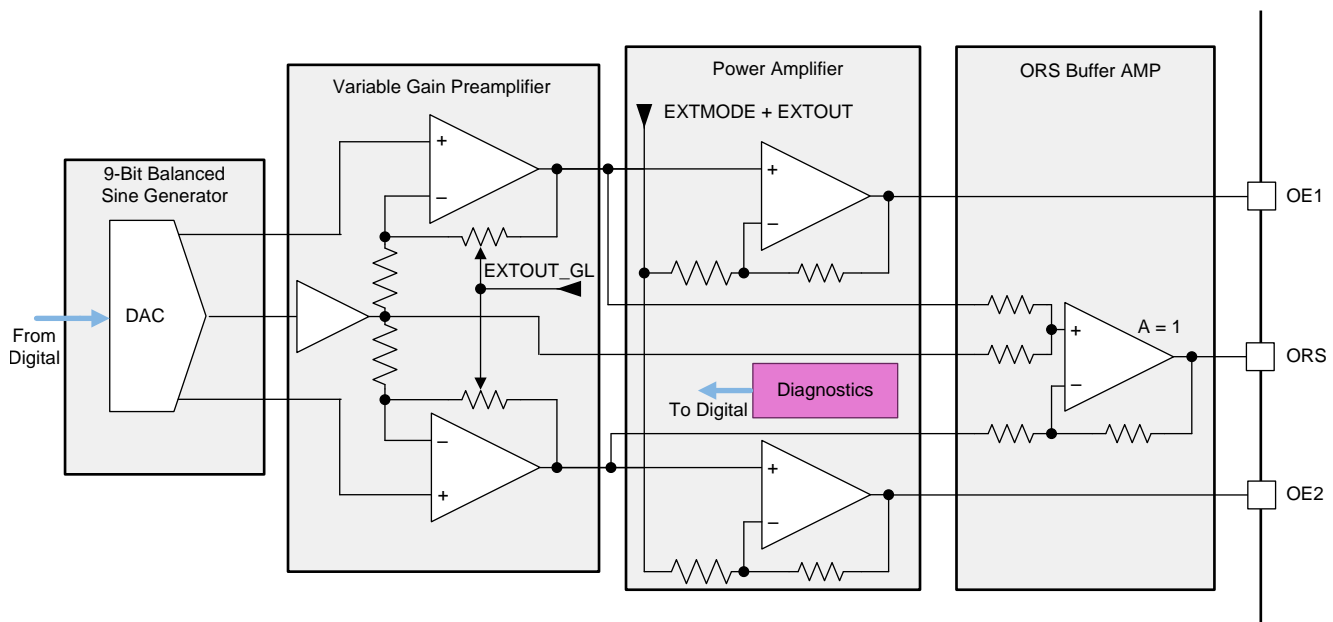 Power Amplifier
ORS Buffer AMP
Variable Gain Preamplifier
EXTMODE + EXTOUT
9-Bit Balanced
Sine Generator
+
−
+
−
OE1
EXTOUT_GL
DAC
From
Digital
+
−
A = 1
ORS
Diagnostics
To Digital
−
+
+
−
OE2